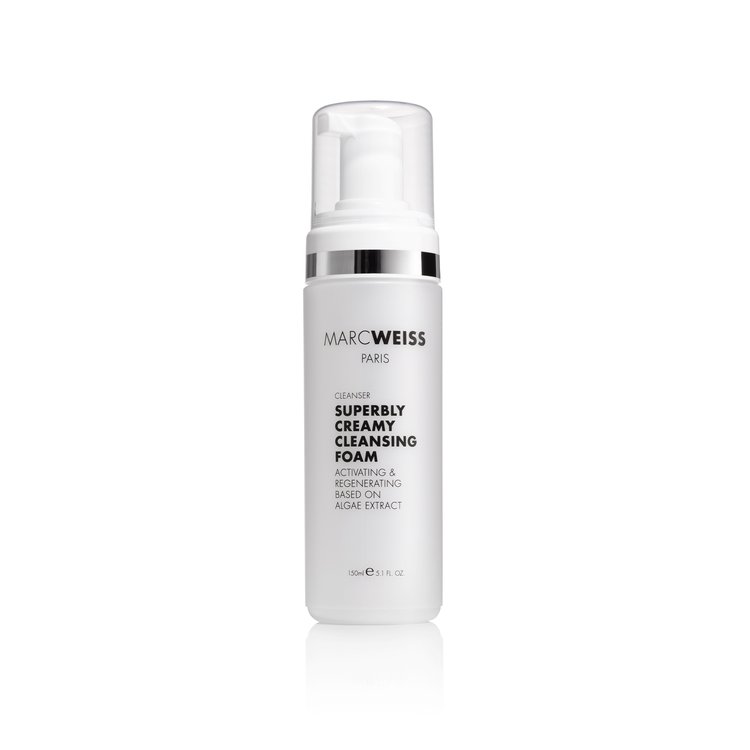 MARCWEISS
PARIS
CLEANSER
SUPERBLY
CREAMY
CLEANSING
FOAM
ACTIVATING &
REGENERATING
BASED ON
ALGAE EXTRACT
150ml ℮ 5.1 FL. OZ.